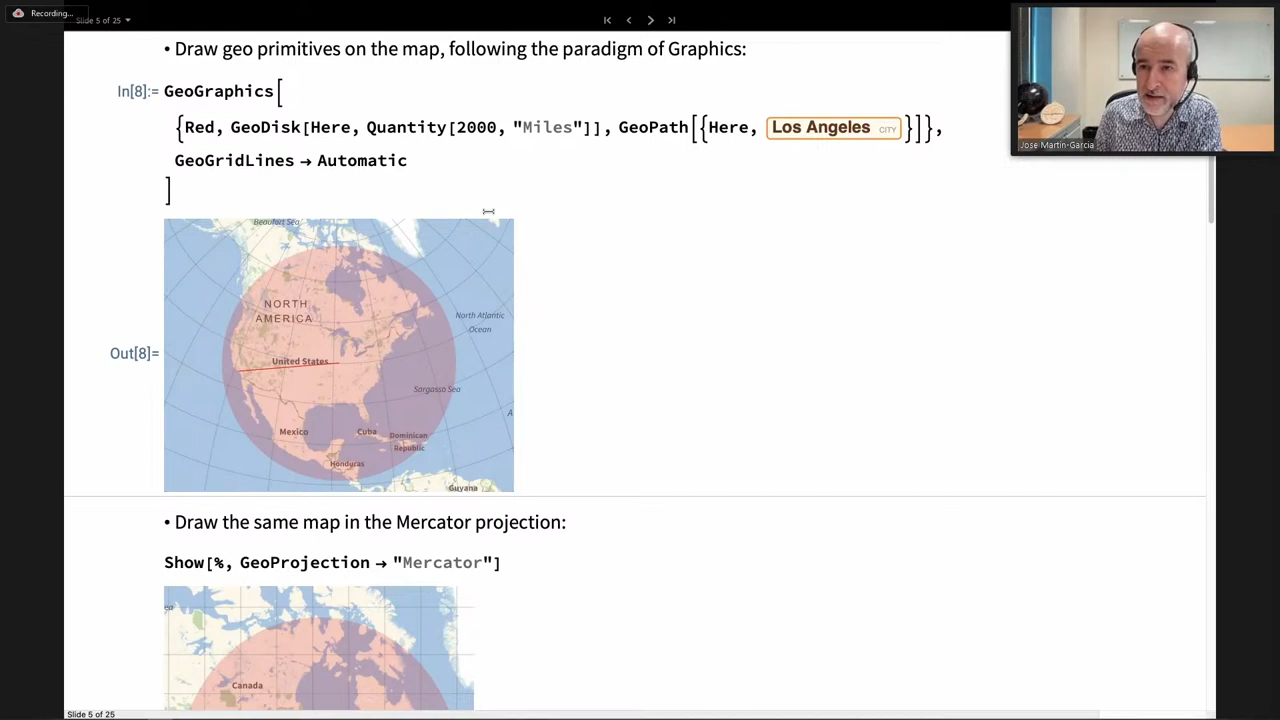 Recording...
Slide 5 of 25
• Draw geo primitives on the map, following the paradigm of Graphics:
In[8]:= GeoGraphics[
{Red, GeoDisk[Here, Quantity[2000, "Miles"]], GeoPath[{Here, Los Angeles CITY}]},
GeoGridLines → Automatic
]
Jose Martin-Garcia
Beaufort Sea
NORTH
AMERICA
North Atlantic
Ocean
Out[8]=
United States
Sargasso Sea
A
Mexico
Cuba
Dominican
Republic
Honduras
Guyana
• Draw the same map in the Mercator projection:
Show[%, GeoProjection → "Mercator"]
ea
Canada
Slide 5 of 25